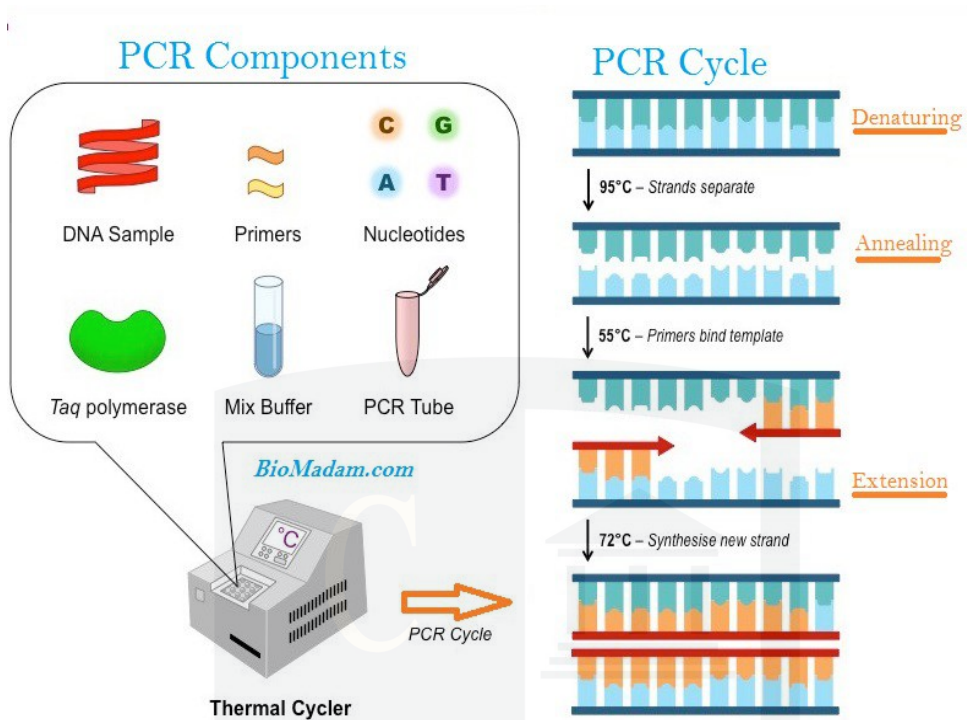 PCR Components
C G
A T
DNA Sample Primers Nucleotides
Taq polymerase Mix Buffer PCR Tube
BioMadam.com
°C
PCR Cycle
Thermal Cycler
PCR Cycle
Denaturing
95°C – Strands separate
Annealing
55°C – Primers bind template
Extension
72°C – Synthesise new strand